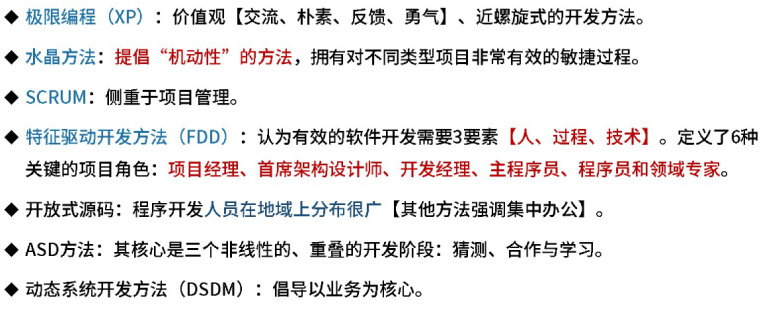 ◆ 极限编程（XP）：价值观【交流、朴素、反馈、勇气】、近螺旋式的开发方法。
◆ 水晶方法：提倡“机动性”的方法，拥有对不同类型项目非常有效的敏捷过程。
◆ SCRUM：侧重于项目管理。
◆ 特征驱动开发方法（FDD）：认为有效的软件开发需要3要素【人、过程、技术】。定义了6种
关键的项目角色：项目经理、首席架构设计师、开发经理、主程序员、程序员和领域专家。
◆ 开放式源码：程序开发人员在地域上分布很广【其他方法强调集中办公】。
◆ ASD方法：其核心是三个非线性的、重叠的开发阶段：猜测、合作与学习。
◆ 动态系统开发方法（DSDM）：倡导以业务为核心。